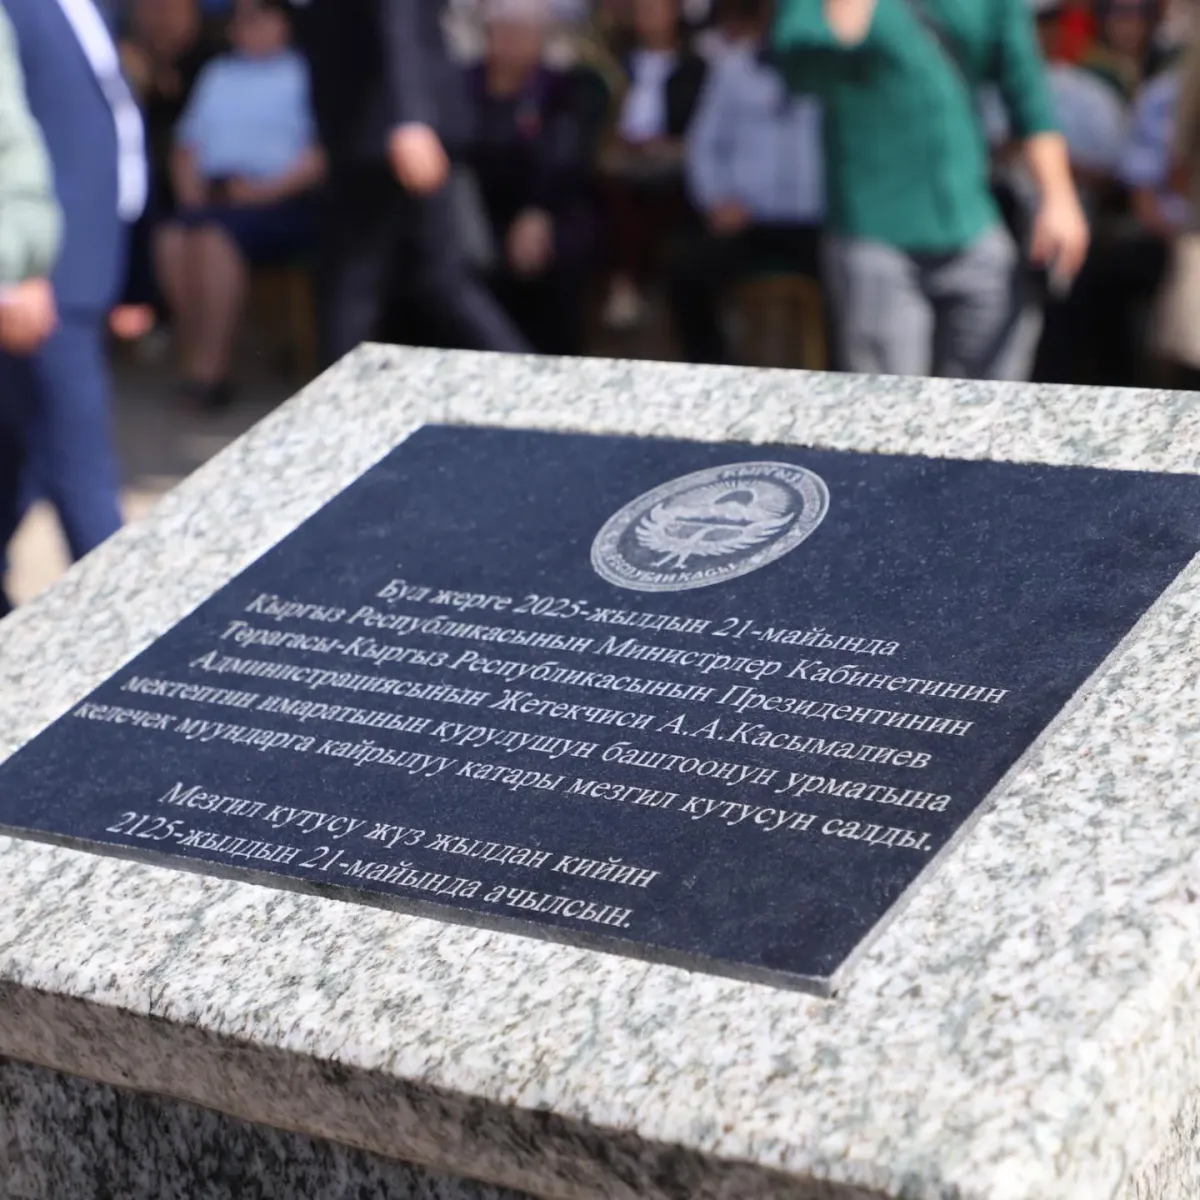 КЫРГЫЗ
РЕСПУБЛИКАСЫ
Бул жерге 2025-жылдын 21-майында
Кыргыз Республикасынын Министрлер Кабинетинин
Төрагасы-Кыргыз Республикасынын Президентинин
Администрациясынын Жетекчиси А.А.Касымалиев
мектептин имаратынын курулушун баштоонун урматына
келечек муундарга кайрылуу катары мезгил кутусун салды.
Мезгил кутусу жүз жылдан кийин
2125-жылдын 21-майында ачылсын.